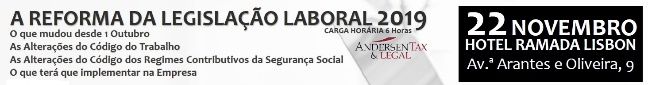 A REFORMA DA LEGISLAÇÃO LABORAL 2019
CARGA HORÁRIA 6 Horas
O que mudou desde 1 Outubro
As Alterações do Código do Trabalho
As Alterações do Código dos Regimes Contributivos da Segurança Social
O que terá que implementar na Empresa
ANDERSEN TAX
& LEGAL
22 NOVEMBRO
HOTEL RAMADA LISBON
Av.ª Arantes e Oliveira, 9